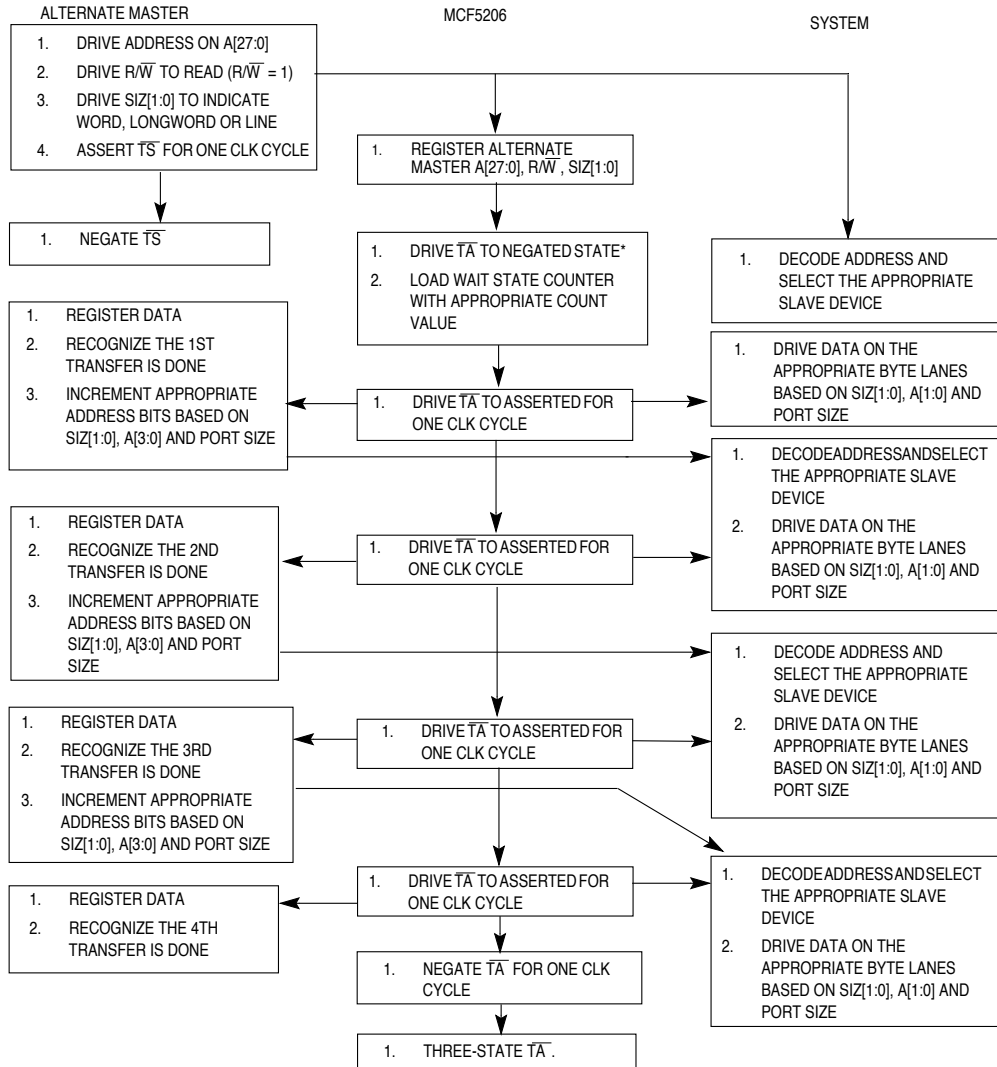 ALTERNATE MASTER
MCF5206
SYSTEM
1. DRIVE ADDRESS ON A[27:0]
2. DRIVE R/W̅ TO READ (R/W̅ = 1)
3. DRIVE SIZ[1:0] TO INDICATE
WORD, LONGWORD OR LINE
4. ASSERT T̅S̅ FOR ONE CLK CYCLE
1. REGISTER ALTERNATE
MASTER A[27:0], R/W̅, SIZ[1:0]
1. NEGATE T̅S̅
1. DRIVE T̅A̅ TO NEGATED STATE*
2. LOAD WAIT STATE COUNTER
WITH APPROPRIATE COUNT
VALUE
1. DECODE ADDRESS AND
SELECT THE APPROPRIATE
SLAVE DEVICE
1. REGISTER DATA
2. RECOGNIZE THE 1ST
TRANSFER IS DONE
3. INCREMENT APPROPRIATE
ADDRESS BITS BASED ON
SIZ[1:0], A[3:0] AND PORT SIZE
1. DRIVE T̅A̅ TO ASSERTED FOR
ONE CLK CYCLE
1. DRIVE DATA ON THE
APPROPRIATE BYTE LANES
BASED ON SIZ[1:0], A[1:0] AND
PORT SIZE
1. DECODE ADDRESS AND SELECT
THE APPROPRIATE SLAVE
DEVICE
2. DRIVE DATA ON THE
APPROPRIATE BYTE LANES
BASED ON SIZ[1:0], A[1:0] AND
PORT SIZE
1. REGISTER DATA
2. RECOGNIZE THE 2ND
TRANSFER IS DONE
3. INCREMENT APPROPRIATE
ADDRESS BITS BASED ON
SIZ[1:0], A[3:0] AND PORT
SIZE
1. DRIVE T̅A̅ TO ASSERTED FOR
ONE CLK CYCLE
1. DECODE ADDRESS AND
SELECT THE APPROPRIATE
SLAVE DEVICE
2. DRIVE DATA ON THE
APPROPRIATE BYTE LANES
BASED ON SIZ[1:0], A[1:0] AND
PORT SIZE
1. REGISTER DATA
2. RECOGNIZE THE 3RD
TRANSFER IS DONE
3. INCREMENT APPROPRIATE
ADDRESS BITS BASED ON
SIZ[1:0], A[3:0] AND PORT SIZE
1. DRIVE T̅A̅ TO ASSERTED FOR
ONE CLK CYCLE
1. DRIVE T̅A̅ TO ASSERTED FOR
ONE CLK CYCLE
1. DECODE ADDRESS AND SELECT
THE APPROPRIATE SLAVE
DEVICE
2. DRIVE DATA ON THE
APPROPRIATE BYTE LANES
BASED ON SIZ[1:0], A[1:0] AND
PORT SIZE
1. REGISTER DATA
2. RECOGNIZE THE 4TH
TRANSFER IS DONE
1. NEGATE T̅A̅ FOR ONE CLK
CYCLE
1. THREE-STATE T̅A̅ .